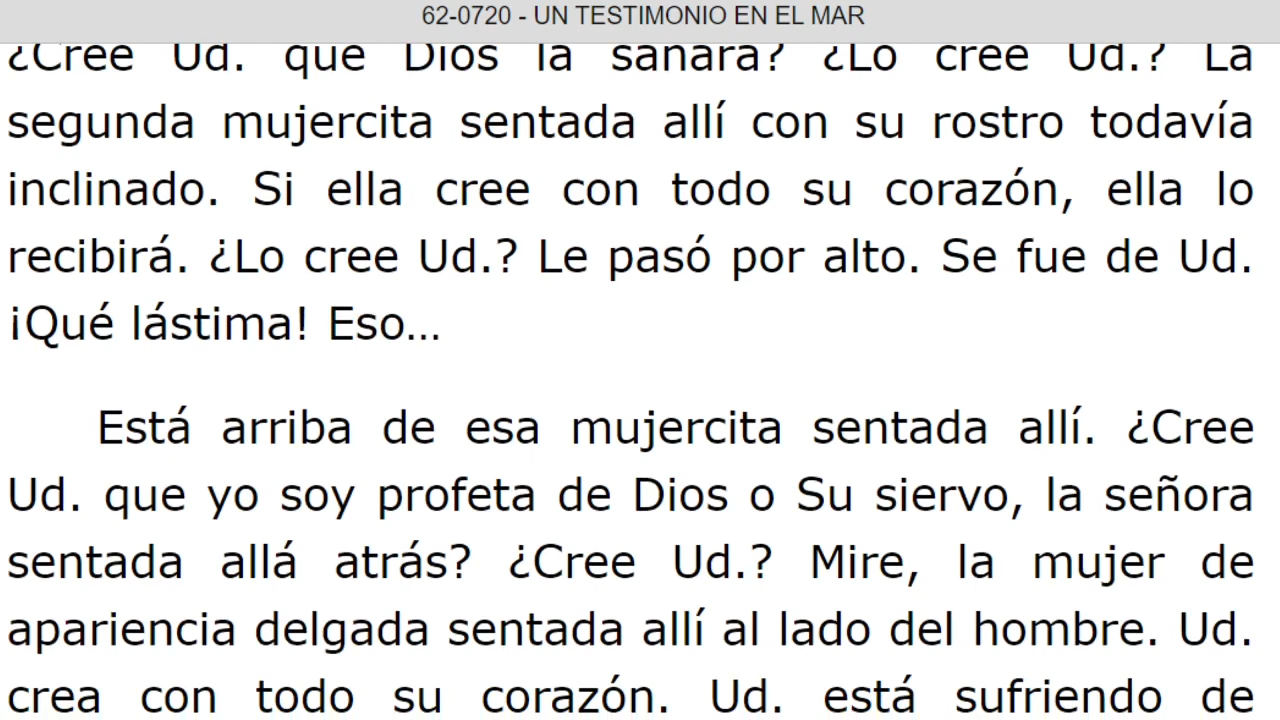 62-0720 - UN TESTIMONIO EN EL MAR
¿Cree Ud. que Dios la sanará? ¿Lo cree Ud.? La
segunda mujercita sentada allí con su rostro todavía
inclinado. Si ella cree con todo su corazón, ella lo
recibirá. ¿Lo cree Ud.? Le pasó por alto. Se fue de Ud.
¡Qué lástima! Eso…
Está arriba de esa mujercita sentada allí. ¿Cree
Ud. que yo soy profeta de Dios o Su siervo, la señora
sentada allá atrás? ¿Cree Ud.? Mire, la mujer de
apariencia delgada sentada allí al lado del hombre. Ud.
crea con todo su corazón. Ud. está sufriendo de